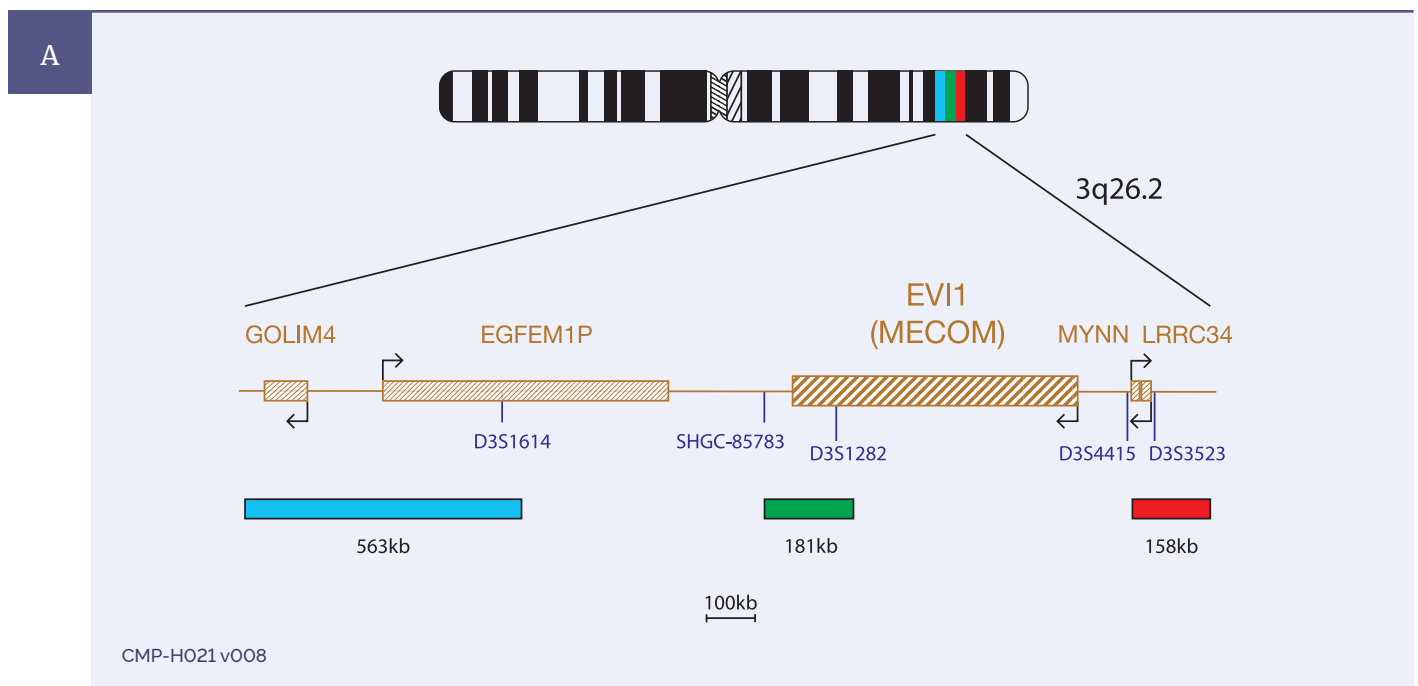 A
3q26.2
EVI1
(MECOM)
GOLIM4
EGFEM1P
MYNN
LRRC34
D3S1614
SHGC-85783
D3S1282
D3S4415
D3S3523
563kb
181kb
158kb
100kb
CMP-H021 v008